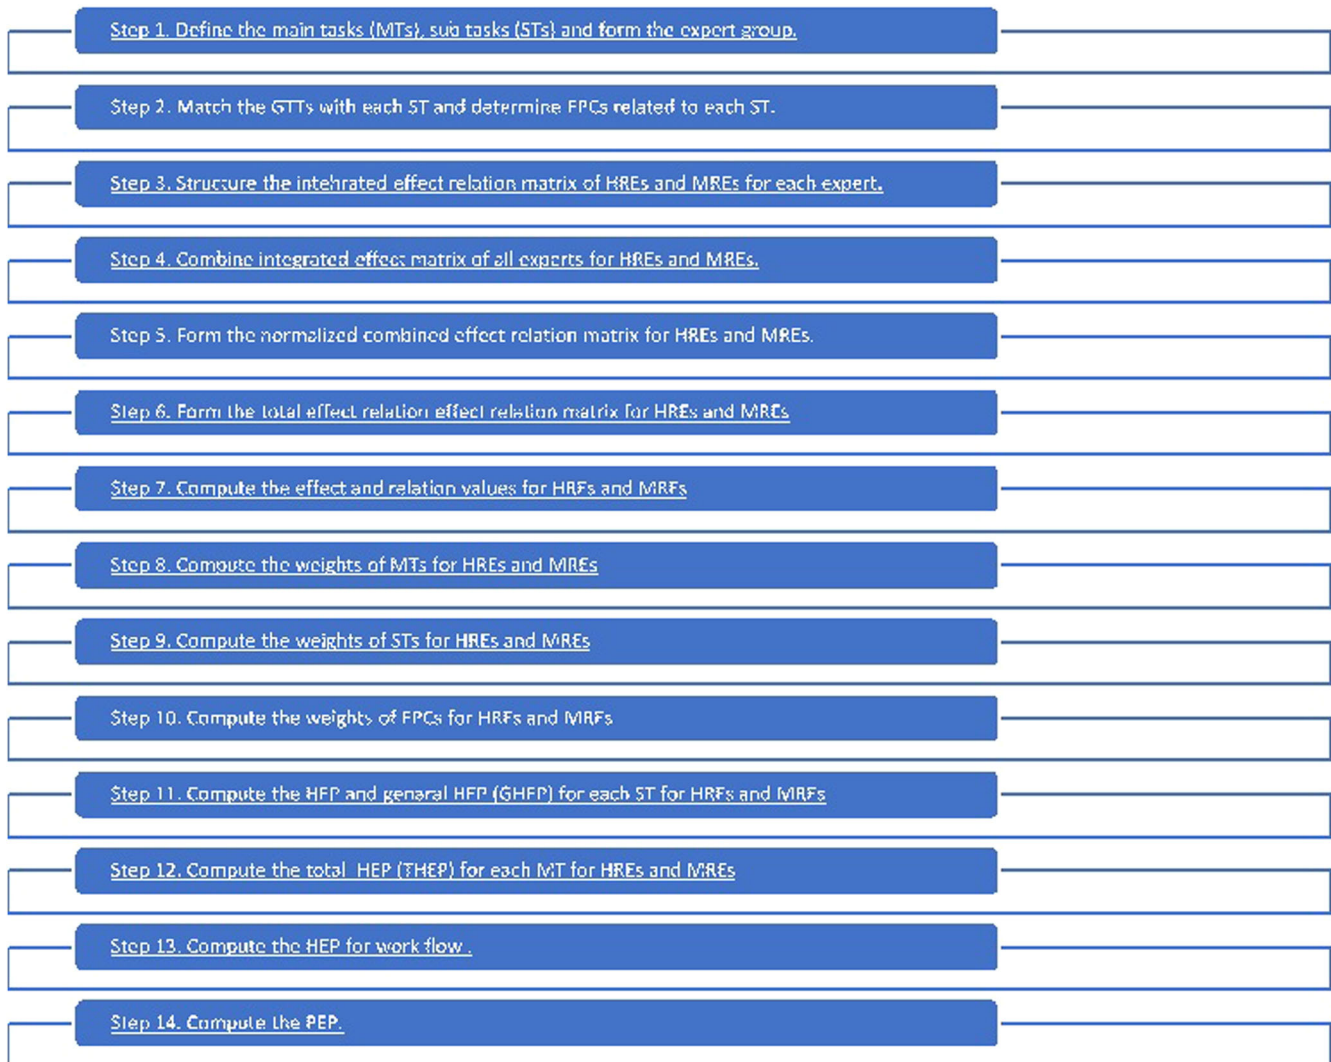 Step 1. Define the main tasks (MTs), sub tasks (STs) and form the expert group.
Step 2. Match the GTTs with each ST and determine EPCs related to each ST.
Step 3. Structure the intehrated effect relation matrix of HREs and MREs for each expert.
Step 4. Combine integrated effect matrix of all experts for HREs and MREs.
Step 5. Form the normalized combined effect relation matrix for HREs and MREs.
Step 6. Form the total effect relation effect relation matrix for HREs and MREs
Step 7. Compute the effect and relation values for HREs and MREs
Step 8. Compute the weights of MTs for HREs and MREs
Step 9. Compute the weights of STs for HREs and MREs
Step 10. Compute the weights of EPCs for HREs and MREs
Step 11. Compute the HEP and genaral HEP (GHEP) for each ST for HREs and MREs
Step 12. Compute the total HEP (THEP) for each MT for HREs and MREs
Step 13. Compute the HEP for work flow .
Step 14. Compute the PEP.